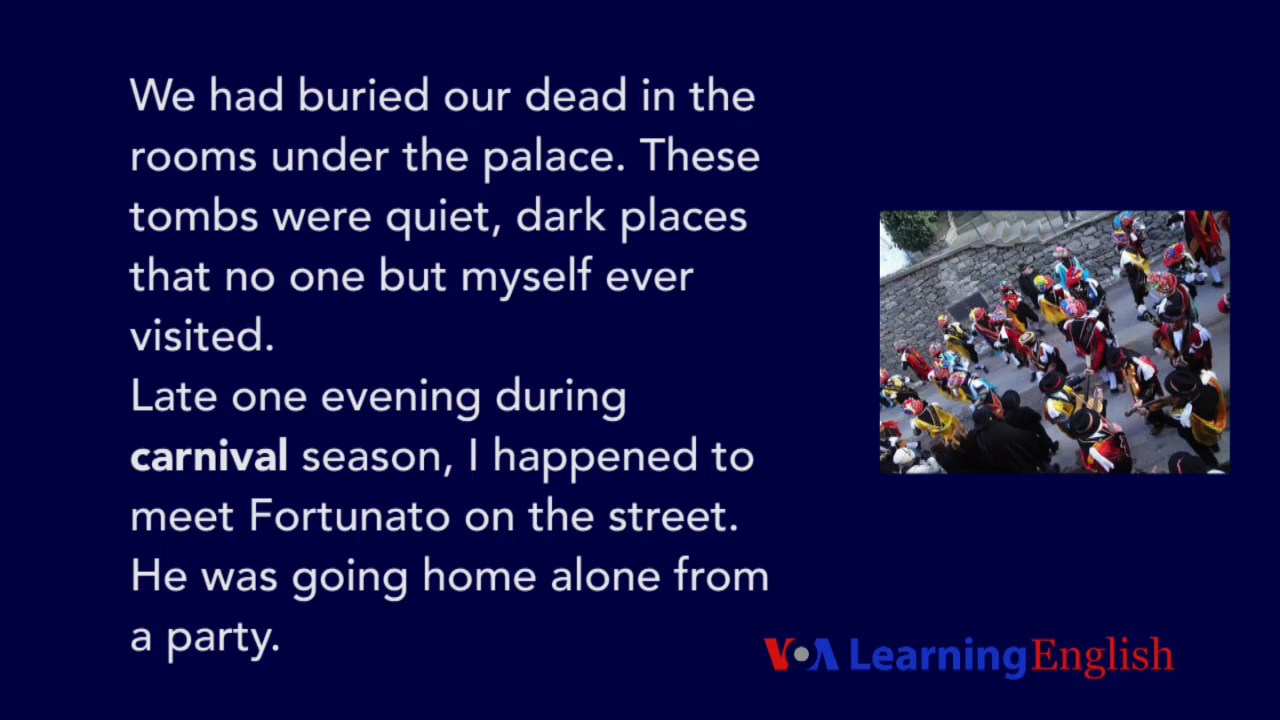 We had buried our dead in the
rooms under the palace. These
tombs were quiet, dark places
that no one but myself ever
visited.
Late one evening during
carnival season, I happened to
meet Fortunato on the street.
He was going home alone from
a party.
VOA Learning English